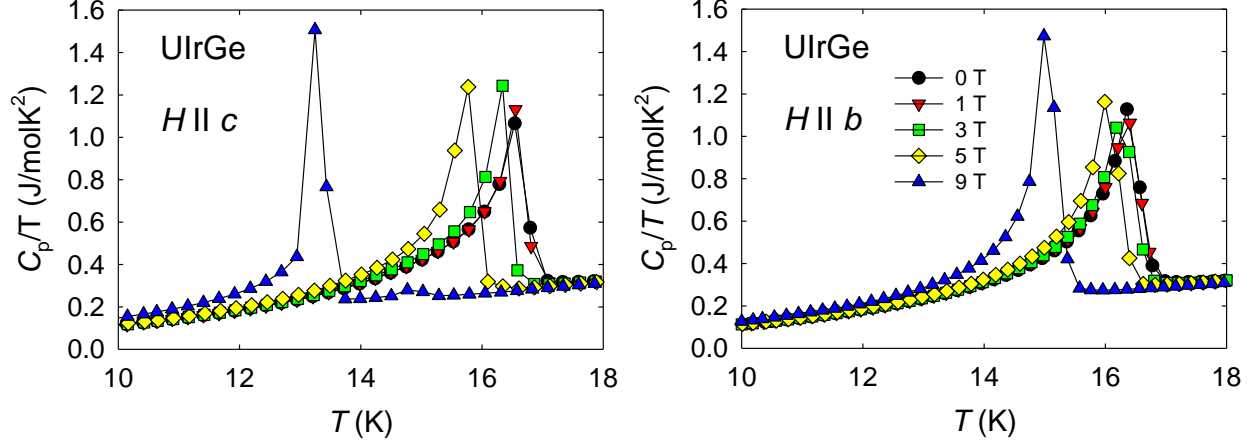 1.6
1.4
1.2
1.0
0.8
0.6
0.4
0.2
0.0
C_p/T (J/molK²)
UIrGe
H II c
10 12 14 16 18
T (K)
1.6
1.4
1.2
1.0
0.8
0.6
0.4
0.2
0.0
C_p/T (J/molK²)
UIrGe
H II b
0 T
1 T
3 T
5 T
9 T
10 12 14 16 18
T (K)